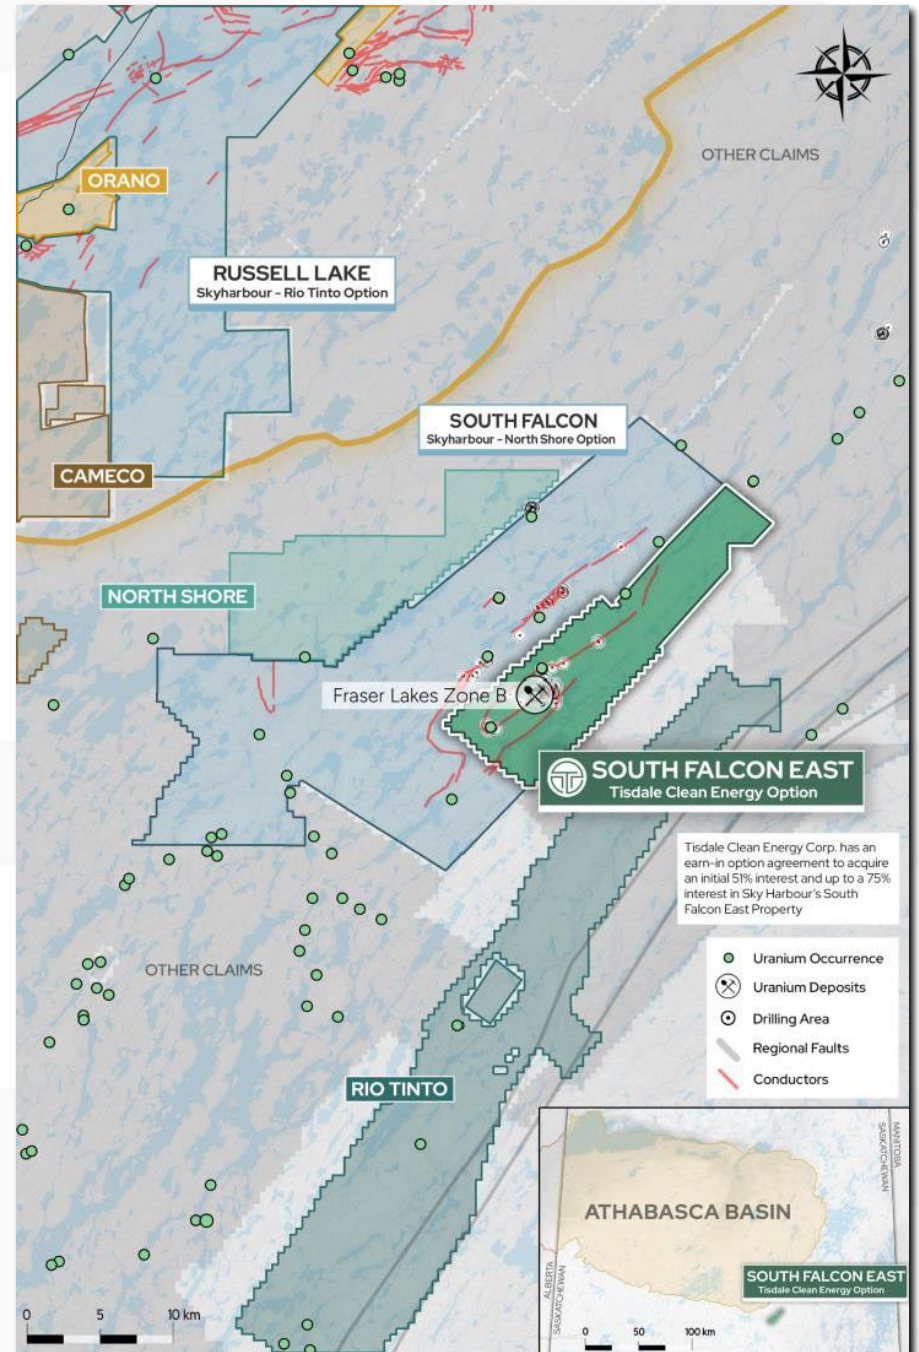 OTHER CLAIMS
ORANO
RUSSELL LAKE
Skyharbour - Rio Tinto Option
SOUTH FALCON
Skyharbour - North Shore Option
CAMECO
NORTH SHORE
Fraser Lakes Zone B
SOUTH FALCON EAST
Tisdale Clean Energy Option
Tisdale Clean Energy Corp. has an
earn-in option agreement to acquire
an initial 51% interest and up to a 75%
interest in Sky Harbour's South
Falcon East Property
OTHER CLAIMS
Uranium Occurrence
Uranium Deposits
Drilling Area
Regional Faults
Conductors
RIO TINTO
MANITOBA
SASKATCHEWAN
ATHABASCA BASIN
ALBERTA
SASKATCHEWAN
SOUTH FALCON EAST
Tisdale Clean Energy Option
0 5 10 km
0 50 100 km